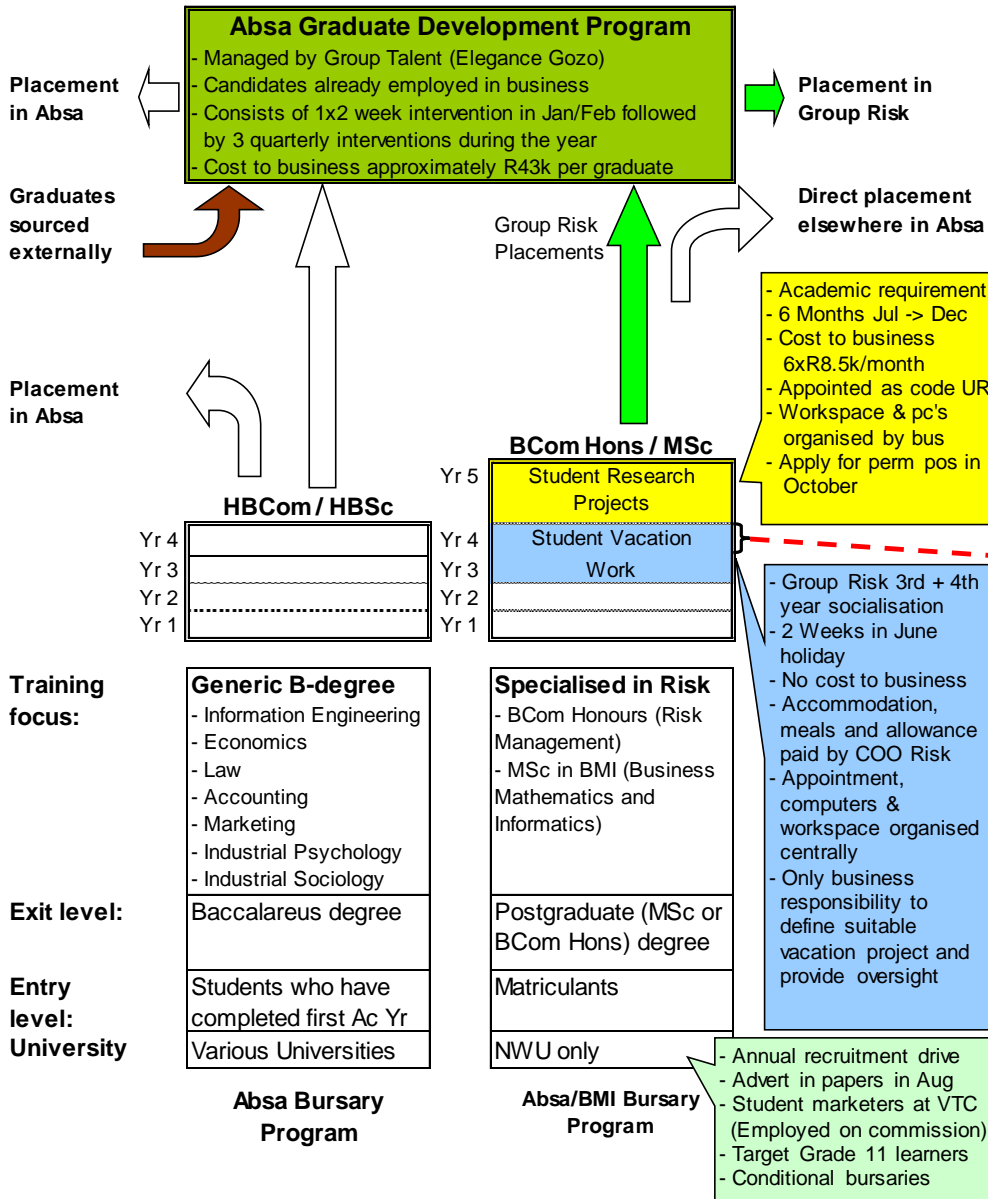 Absa Graduate Development Program
- Managed by Group Talent (Elegance Gozo)
- Candidates already employed in business
- Consists of 1x2 week intervention in Jan/Feb followed
by 3 quarterly interventions during the year
- Cost to business approximately R43k per graduate
Placement
in Absa
Placement in
Group Risk
Graduates
sourced
externally
Group Risk
Placements
Direct placement
elsewhere in Absa
- Academic requirement
- 6 Months Jul -> Dec
- Cost to business
6xR8.5k/month
- Appointed as code UR
- Workspace & pc's
organised by bus
- Apply for perm pos in
October
Placement
in Absa
HBCom / HBSc
Yr 4
Yr 3
Yr 2
Yr 1
BCom Hons / MSc
Yr 5
Student Research
Projects
Yr 4
Student Vacation
Yr 3
Work
Yr 2
Yr 1
- Group Risk 3rd + 4th
year socialisation
- 2 Weeks in June
holiday
- No cost to business
- Accommodation,
meals and allowance
paid by COO Risk
- Appointment,
computers &
workspace organised
centrally
- Only business
responsibility to
define suitable
vacation project and
provide oversight
Training
focus:
Generic B-degree
- Information Engineering
- Economics
- Law
- Accounting
- Marketing
- Industrial Psychology
- Industrial Sociology
Specialised in Risk
- BCom Honours (Risk
Management)
- MSc in BMI (Business
Mathematics and
Informatics)
Exit level:
Baccalareus degree
Postgraduate (MSc or
BCom Hons) degree
Entry
level:
Students who have
completed first Ac Yr
Matriculants
University
Various Universities
NWU only
Absa Bursary
Program
Absa/BMI Bursary
Program
- Annual recruitment drive
- Advert in papers in Aug
- Student marketers at VTC
(Employed on commission)
- Target Grade 11 learners
- Conditional bursaries